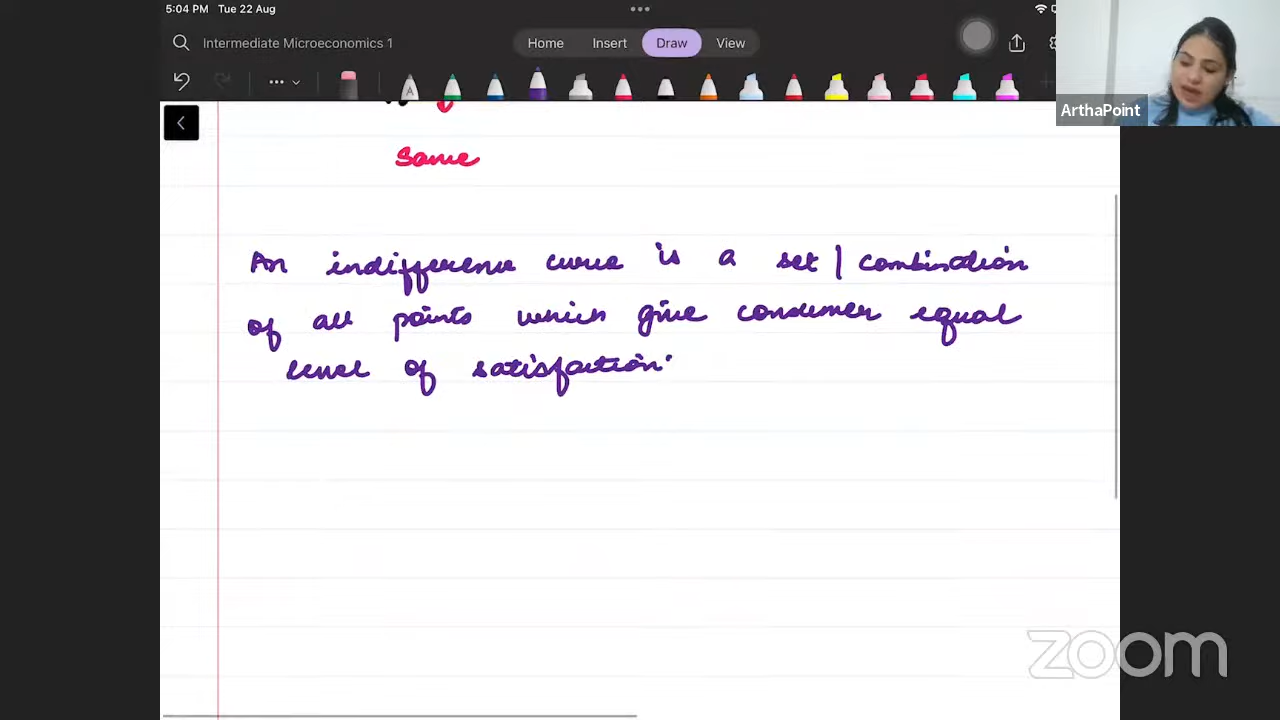 5:04 PM Tue 22 Aug
Intermediate Microeconomics 1
Home Insert Draw View
A
ArthaPoint
Same
An indifference curve is a set | combination
of all points which give consumer equal
level of satisfaction.
zoom